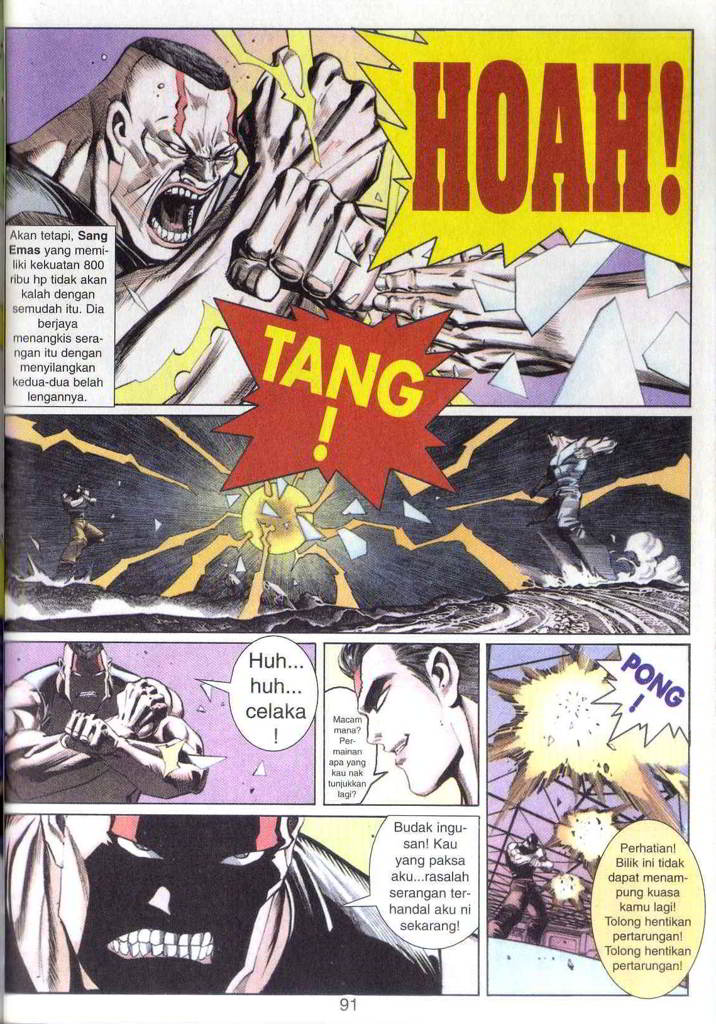 HOAH!
Akan tetapi, Sang
Emas yang memi-
liki kekuatan 800
ribu hp tidak akan
kalah dengan
semudah itu. Dia
berjaya
menangkis sera-
ngan itu dengan
menyilangkan
kedua-dua belah
lengannya.
TANG
!
Huh...
huh...
celaka
!
Macam
mana?
Per-
mainan
apa yang
kau nak
tunjukkan
lagi?
PONG
!
Budak ingu-
san! Kau
yang paksa
aku...rasalah
serangan ter-
handal aku ni
sekarang!
Perhatian!
Bilik ini tidak
dapat menam-
pung kuasa
kamu lagi!
Tolong hentikan
pertarungan!
Tolong hentikan
pertarungan!
91